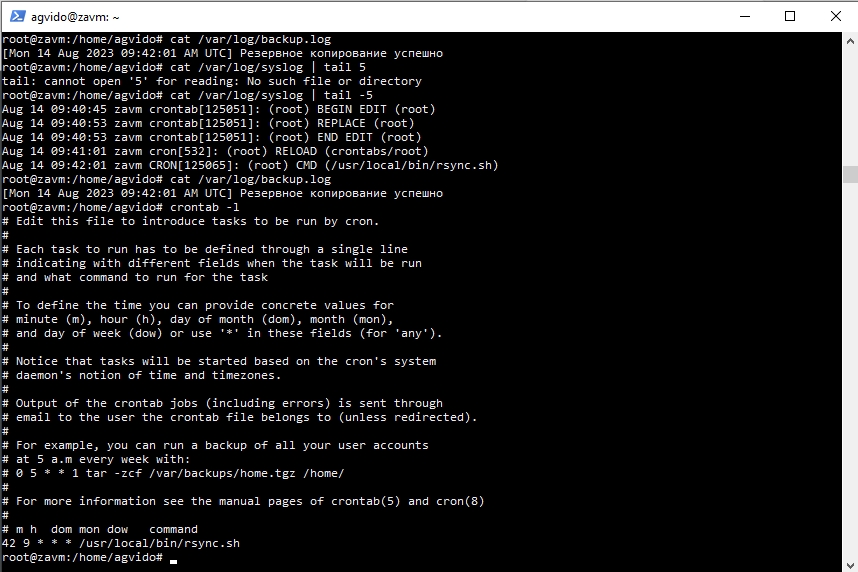 agvido@zavm: ~
root@zavm:/home/agvido# cat /var/log/backup.log
[Mon 14 Aug 2023 09:42:01 AM UTC] Резервное копирование успешно
root@zavm:/home/agvido# cat /var/log/syslog | tail 5
tail: cannot open '5' for reading: No such file or directory
root@zavm:/home/agvido# cat /var/log/syslog | tail -5
Aug 14 09:40:45 zavm crontab[125051]: (root) BEGIN EDIT (root)
Aug 14 09:40:53 zavm crontab[125051]: (root) REPLACE (root)
Aug 14 09:40:53 zavm crontab[125051]: (root) END EDIT (root)
Aug 14 09:41:01 zavm cron[532]: (root) RELOAD (crontabs/root)
Aug 14 09:42:01 zavm CRON[125065]: (root) CMD (/usr/local/bin/rsync.sh)
root@zavm:/home/agvido# cat /var/log/backup.log
[Mon 14 Aug 2023 09:42:01 AM UTC] Резервное копирование успешно
root@zavm:/home/agvido# crontab -l
# Edit this file to introduce tasks to be run by cron.
#
# Each task to run has to be defined through a single line
# indicating with different fields when the task will be run
# and what command to run for the task
#
# To define the time you can provide concrete values for
# minute (m), hour (h), day of month (dom), month (mon),
# and day of week (dow) or use '*' in these fields (for 'any').
#
# Notice that tasks will be started based on the cron's system
# daemon's notion of time and timezones.
#
# Output of the crontab jobs (including errors) is sent through
# email to the user the crontab file belongs to (unless redirected).
#
# For example, you can run a backup of all your user accounts
# at 5 a.m every week with:
# 0 5 * * 1 tar -zcf /var/backups/home.tgz /home/
#
# For more information see the manual pages of crontab(5) and cron(8)
#
# m h  dom mon dow   command
42 9 * * * /usr/local/bin/rsync.sh
root@zavm:/home/agvido#